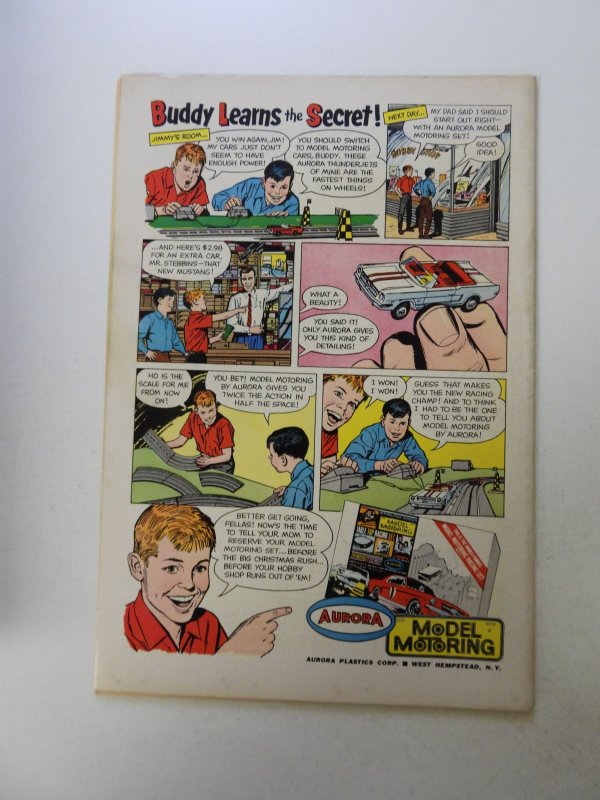 Buddy Learns the Secret!
JIMMY'S ROOM...
YOU WIN AGAIN, JIM!
MY CARS JUST DON'T
SEEM TO HAVE
ENOUGH POWER!
YOU SHOULD SWITCH
TO MODEL MOTORING
CARS, BUDDY. THESE
AURORA THUNDERJETS
OF MINE ARE THE
FASTEST THINGS
ON WHEELS!
NEXT DAY...
MY DAD SAID I SHOULD
START OUT RIGHT-
WITH AN AURORA MODEL
MOTORING SET!
GOOD
IDEA!
HOBBY SHOP
...AND HERE'S $2.98
FOR AN EXTRA CAR,
MR. STEBBINS-THAT
NEW MUSTANG!
WHAT A
BEAUTY!
YOU SAID IT!
ONLY AURORA GIVES
YOU THIS KIND OF
DETAILING!
HO IS THE
SCALE FOR ME
FROM NOW
ON!
YOU BET! MODEL MOTORING
BY AURORA GIVES YOU
TWICE THE ACTION IN
HALF THE SPACE!
I WON!
I WON!
GUESS THAT MAKES
YOU THE NEW RACING
CHAMP! AND TO THINK
I HAD TO BE THE ONE
TO TELL YOU ABOUT
MODEL MOTORING
BY AURORA!
BETTER GET GOING,
FELLAS! NOW'S THE TIME
TO TELL YOUR MOM TO
RESERVE YOUR MODEL
MOTORING SET...BEFORE
THE BIG CHRISTMAS RUSH...
BEFORE YOUR HOBBY
SHOP RUNS OUT OF 'EM!
MODEL
MOTORING
AURORA
MODEL
MOTORING
AURORA PLASTICS CORP. ■ WEST HEMPSTEAD, N. Y.